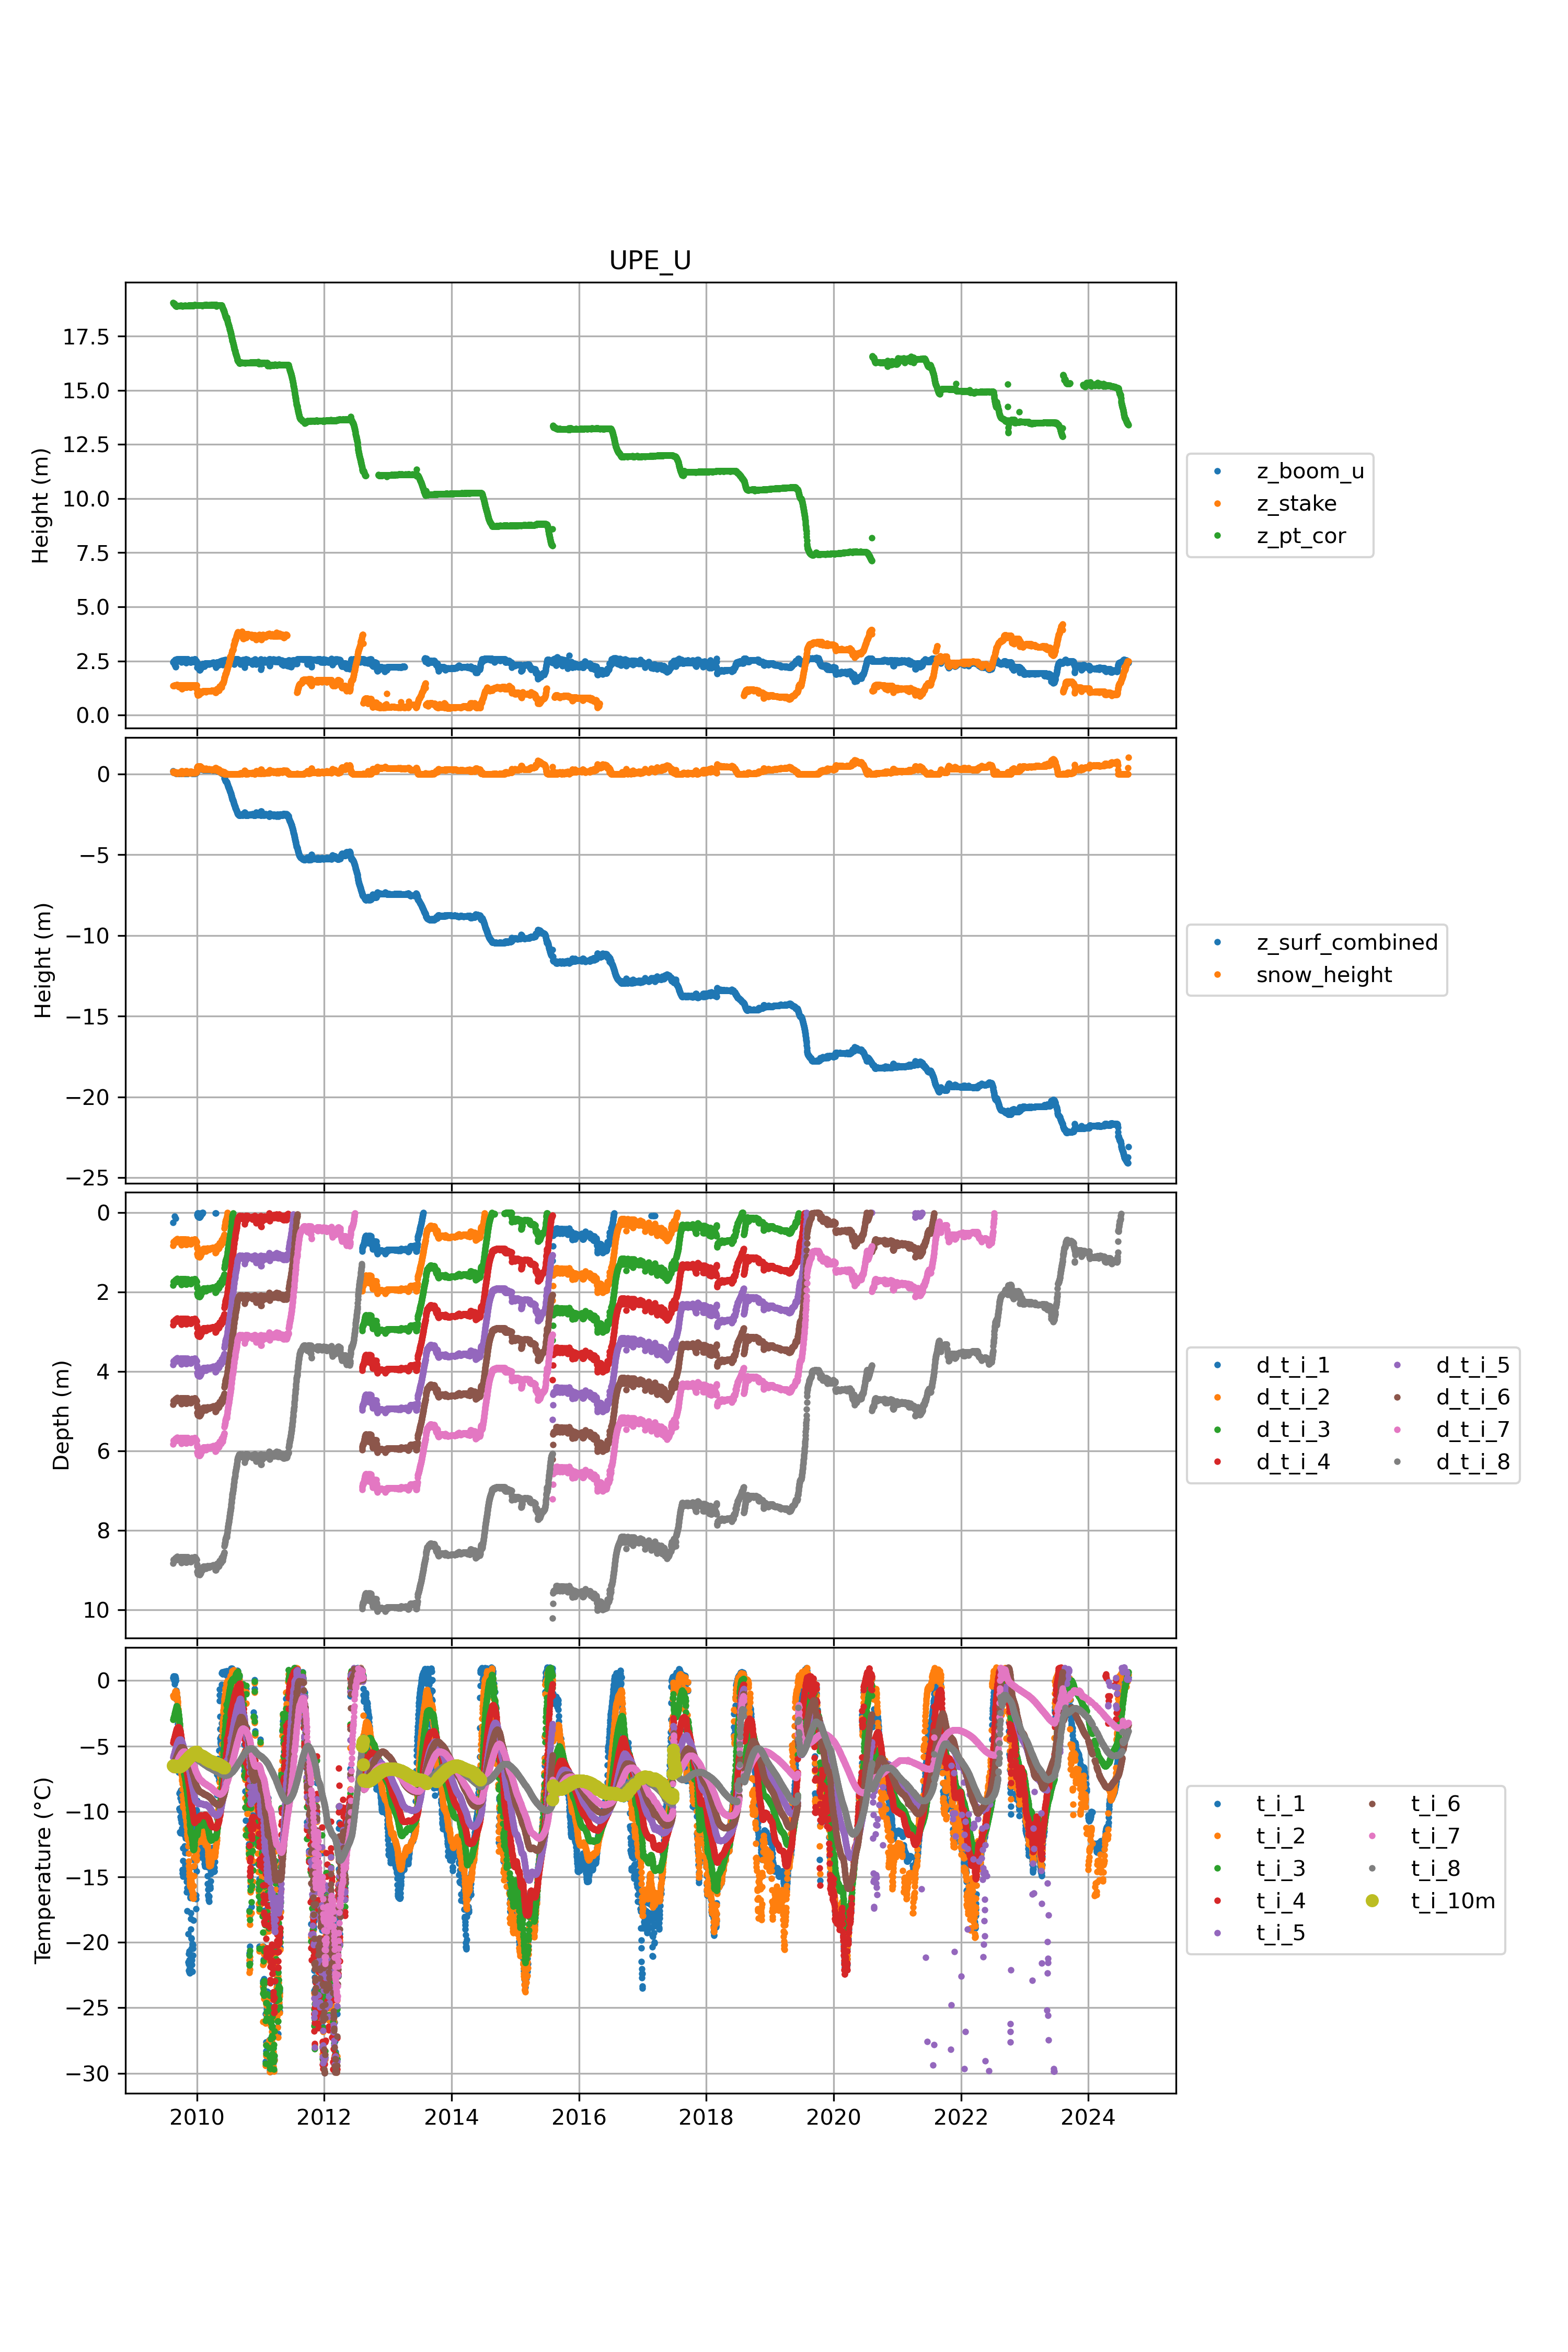 UPE_U
Height (m)
17.5
15.0
12.5
10.0
7.5
5.0
2.5
0.0
z_boom_u
z_stake
z_pt_cor
Height (m)
0
−5
−10
−15
−20
−25
z_surf_combined
snow_height
Depth (m)
0
2
4
6
8
10
d_t_i_1
d_t_i_2
d_t_i_3
d_t_i_4
d_t_i_5
d_t_i_6
d_t_i_7
d_t_i_8
Temperature (°C)
0
−5
−10
−15
−20
−25
−30
t_i_1
t_i_2
t_i_3
t_i_4
t_i_5
t_i_6
t_i_7
t_i_8
t_i_10m
2010 2012 2014 2016 2018 2020 2022 2024